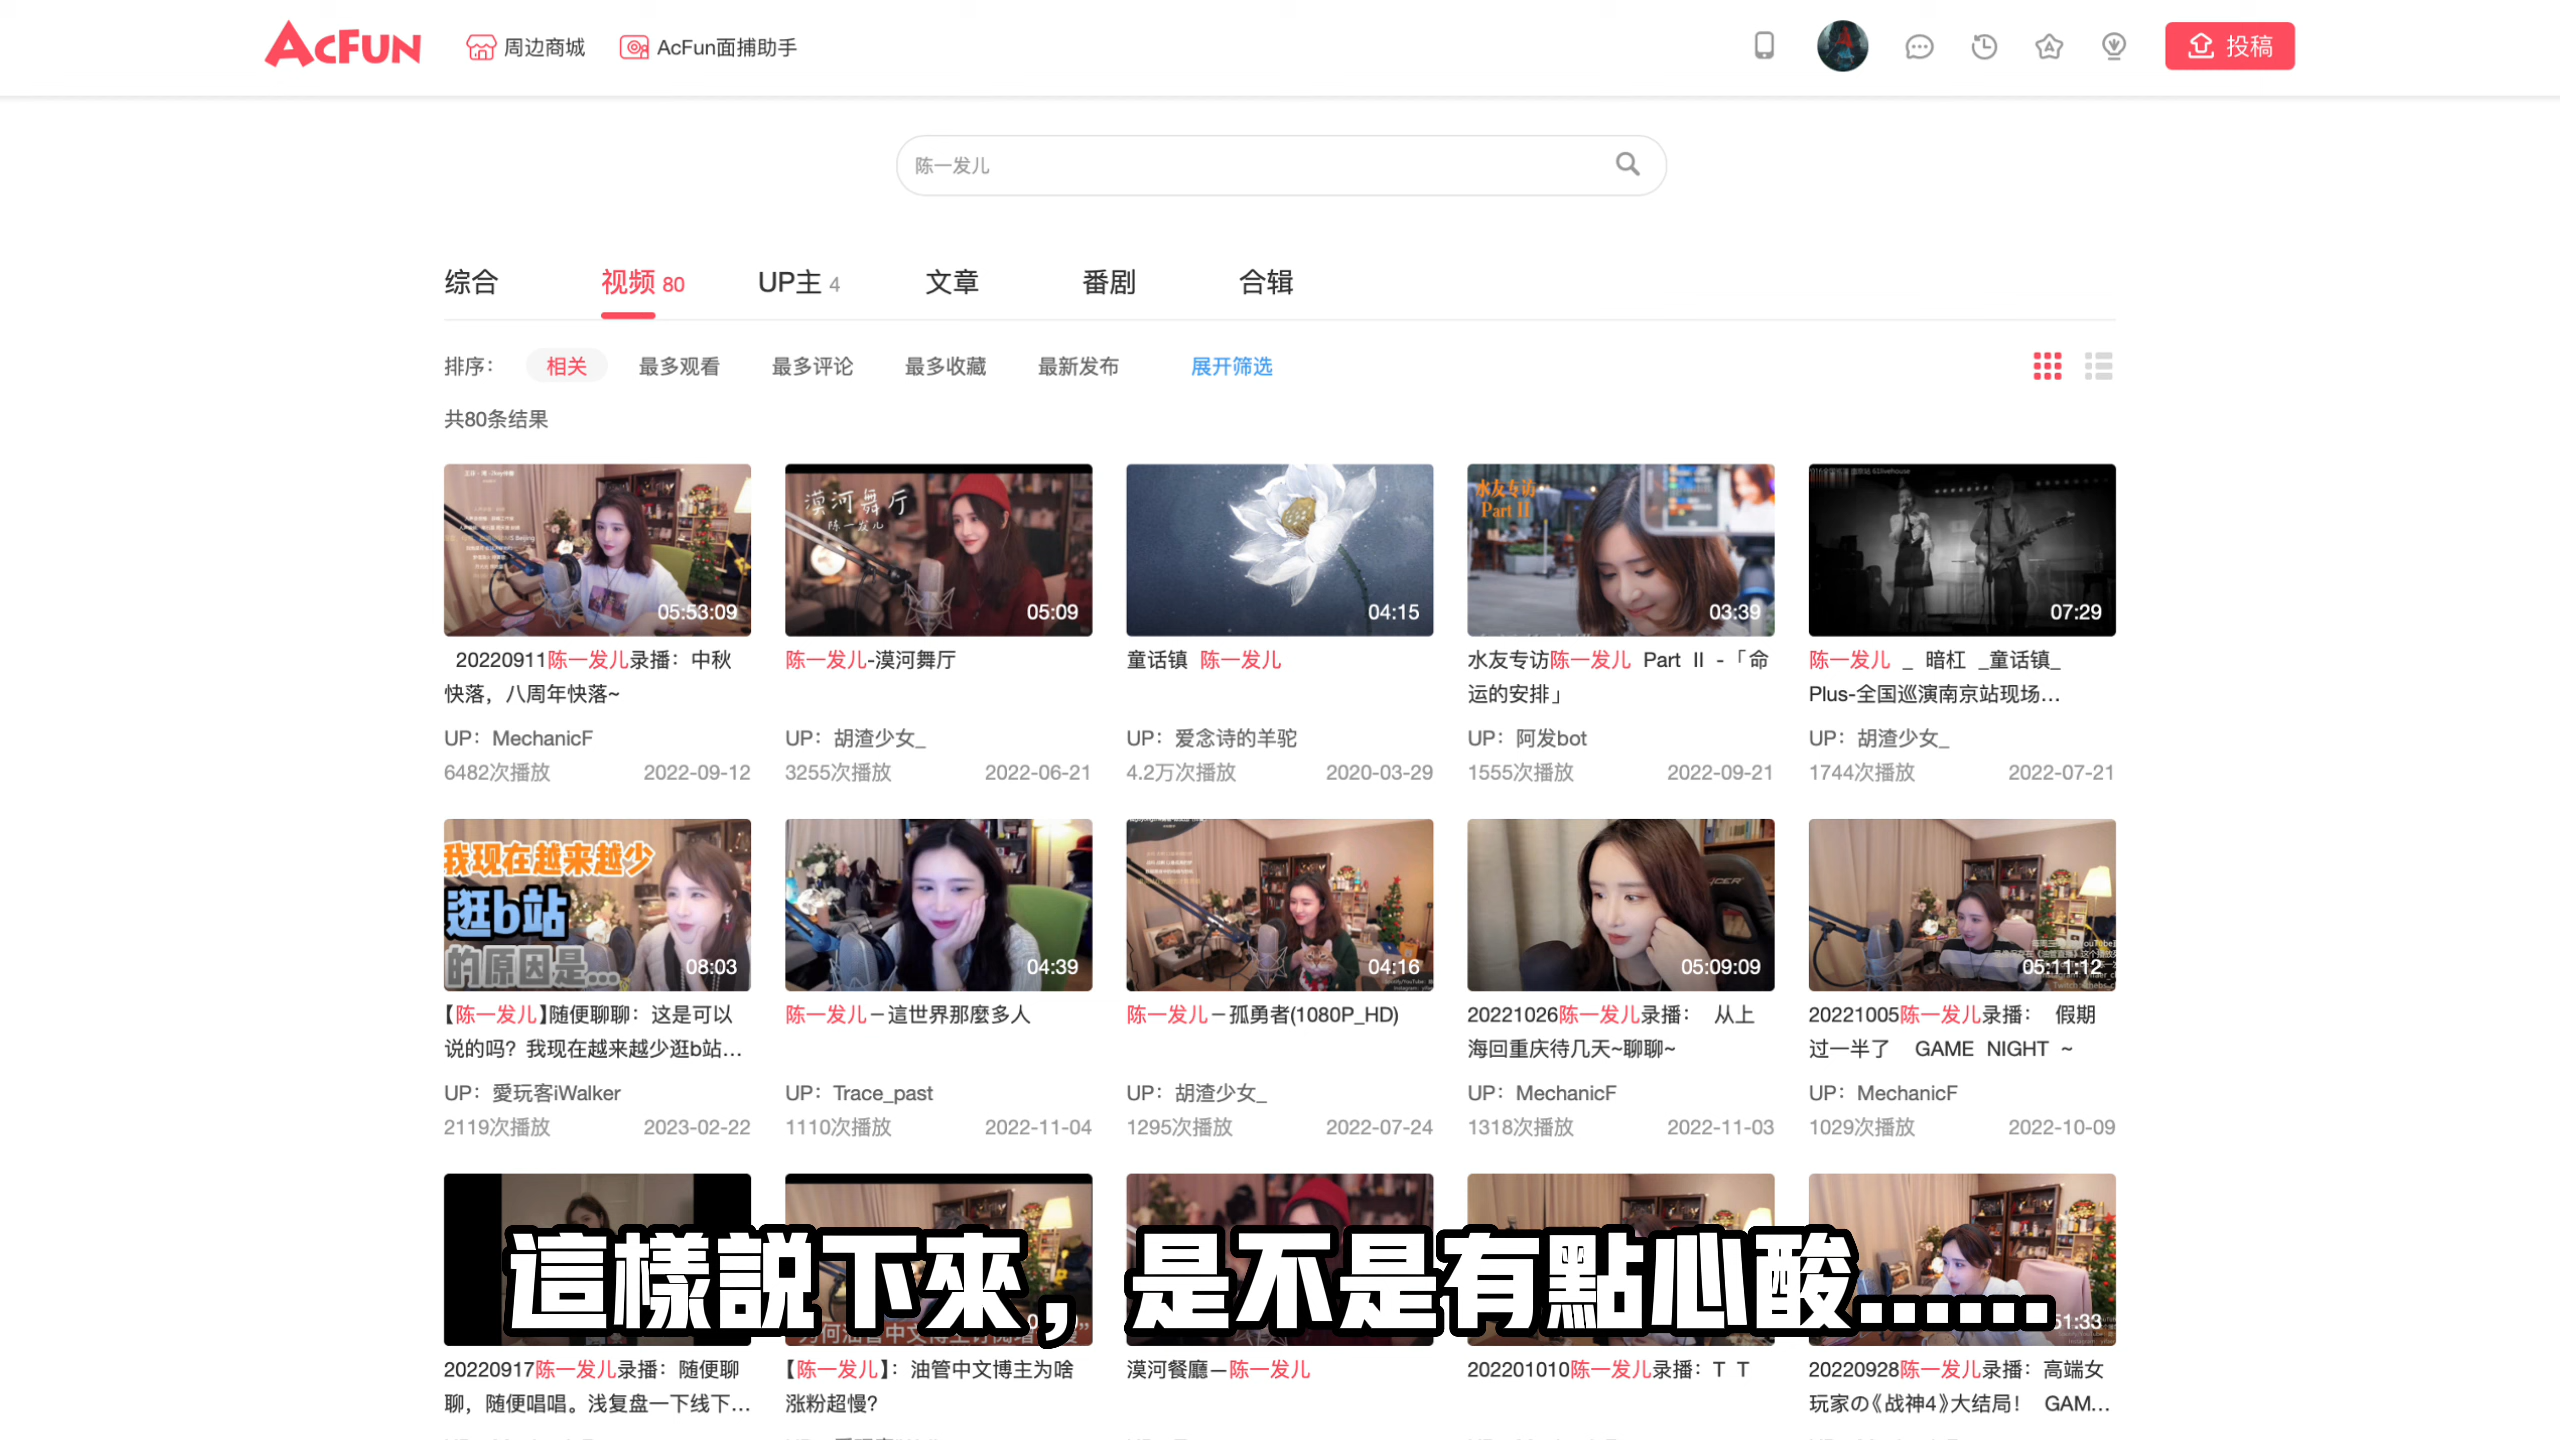 AcFUN
周边商城
AcFun面捕助手
投稿
陈一发儿
综合
视频 80
UP主 4
文章
番剧
合辑
排序：
相关
最多观看
最多评论
最多收藏
最新发布
展开筛选
共80条结果
05:53:09
漠河舞厅
陈一发儿
05:09
04:15
水友专访
Part II
03:39
07:29
20220911陈一发儿录播：中秋
快落，八周年快落~
UP：MechanicF
6482次播放
2022-09-12
陈一发儿-漠河舞厅
UP：胡渣少女_
3255次播放
2022-06-21
童话镇 陈一发儿
UP：爱念诗的羊驼
4.2万次播放
2020-03-29
水友专访陈一发儿 Part II -「命
运的安排」
UP：阿发bot
1555次播放
2022-09-21
陈一发儿 _ 暗杠 _童话镇_
Plus-全国巡演南京站现场...
UP：胡渣少女_
1744次播放
2022-07-21
我现在越来越少
逛b站
的原因是...
08:03
04:39
04:16
05:09:09
05:11:12
【陈一发儿】随便聊聊：这是可以
说的吗？我现在越来越少逛b站...
UP：愛玩客iWalker
2119次播放
2023-02-22
陈一发儿－這世界那麼多人
UP：Trace_past
1110次播放
2022-11-04
陈一发儿－孤勇者(1080P_HD)
UP：胡渣少女_
1295次播放
2022-07-24
20221026陈一发儿录播： 从上
海回重庆待几天~聊聊~
UP：MechanicF
1318次播放
2022-11-03
20221005陈一发儿录播： 假期
过一半了 GAME NIGHT ~
UP：MechanicF
1029次播放
2022-10-09
這樣説下來，是不是有點心酸......
51:33
20220917陈一发儿录播：随便聊
聊，随便唱唱。浅复盘一下线下...
【陈一发儿】：油管中文博主为啥
涨粉超慢？
漠河餐廳—陈一发儿
202201010陈一发儿录播：T T
20220928陈一发儿录播：高端女
玩家の《战神4》大结局！ GAM...